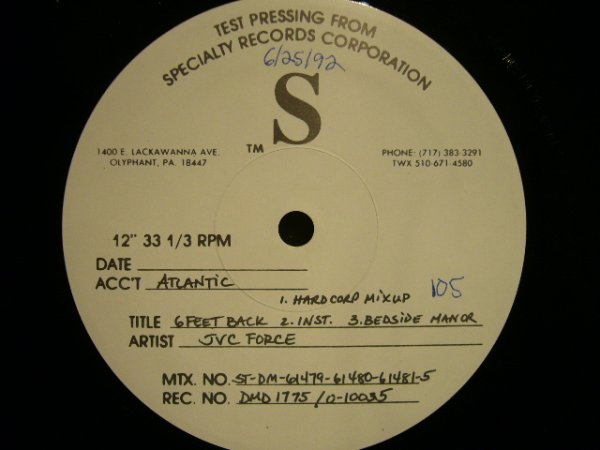 TEST PRESSING FROM
SPECIALTY RECORDS CORPORATION
6/25/92
S
TM
1400 E. LACKAWANNA AVE.
OLYPHANT, PA. 18447
PHONE: (717) 383-3291
TWX 510-671-4580
12" 33 1/3 RPM
DATE
ACC'T ATLANTIC
1. HARDCORP MIXUP 105
TITLE 6 FEET BACK 2. INST. 3. BEDSIDE MANOR
ARTIST JVC FORCE
MTX. NO. ST-DM-61479-61480-61481-5
REC. NO. DMD 1775 / 0-10035